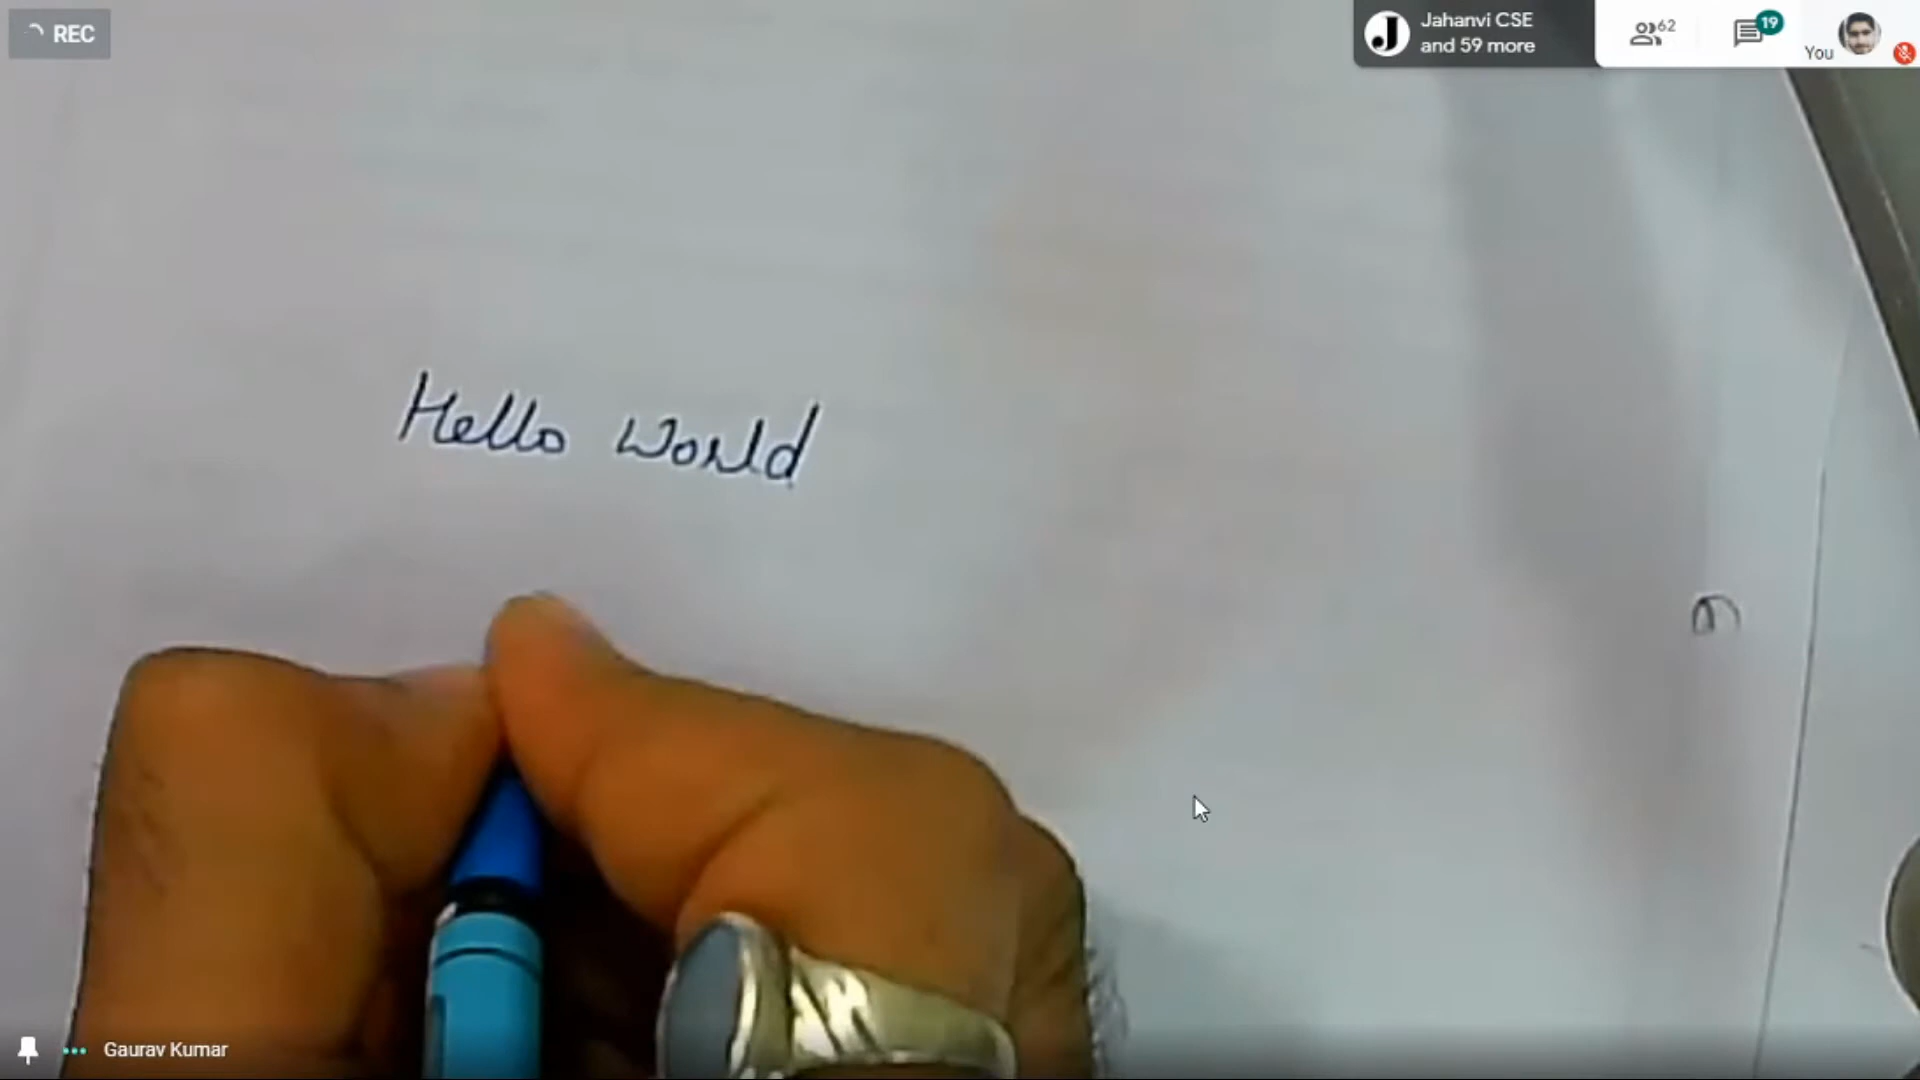 REC
Jahanvi CSE
and 59 more
62
19
You
Hello World
Gaurav Kumar